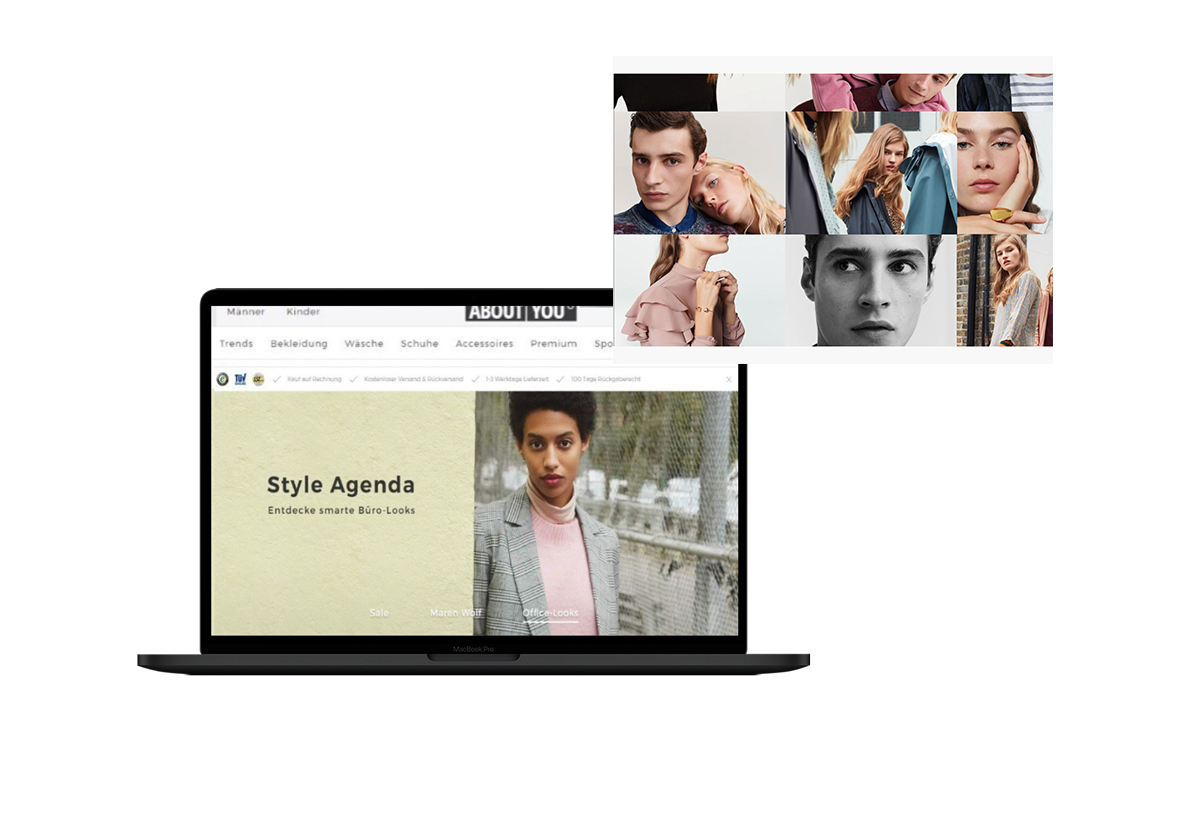 Männer Kinder ABOUT YOU°
Trends Bekleidung Wäsche Schuhe Accessoires Premium Spo
TÜV Kauf auf Rechnung Kostenloser Versand & Rückversand 1-3 Werktage Lieferzeit 100 Tage Rückgaberecht X
Style Agenda
Entdecke smarte Büro-Looks
Sale Maren Wolf Office-Looks
MacBook Pro